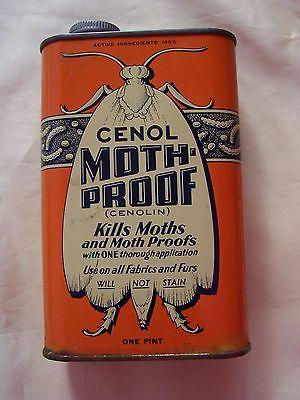 ACTIVE INGREDIENTS 100%
CENOL
MOTH-
PROOF
(CENOLIN)
Kills Moths
and Moth Proofs
with ONE thorough application
Use on all Fabrics and Furs
WILL NOT STAIN
ONE PINT